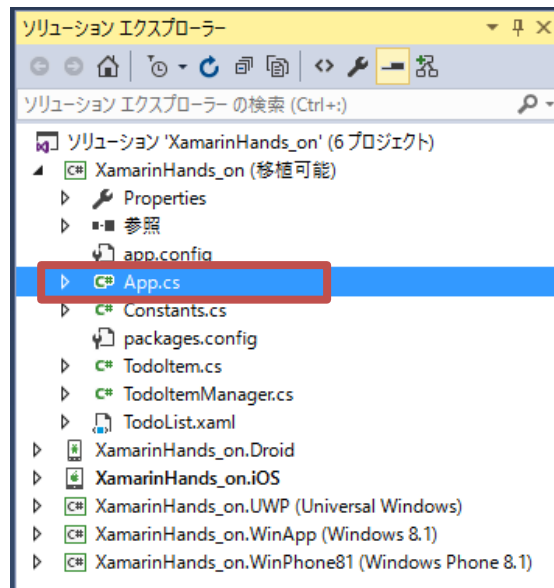 ソリューション エクスプローラー
ソリューション エクスプローラー の検索 (Ctrl+:)
ソリューション 'XamarinHands_on' (6 プロジェクト)
C# XamarinHands_on (移植可能)
Properties
参照
app.config
C# App.cs
C# Constants.cs
packages.config
C# TodoItem.cs
C# TodoItemManager.cs
TodoList.xaml
XamarinHands_on.Droid
XamarinHands_on.iOS
C# XamarinHands_on.UWP (Universal Windows)
C# XamarinHands_on.WinApp (Windows 8.1)
C# XamarinHands_on.WinPhone81 (Windows Phone 8.1)